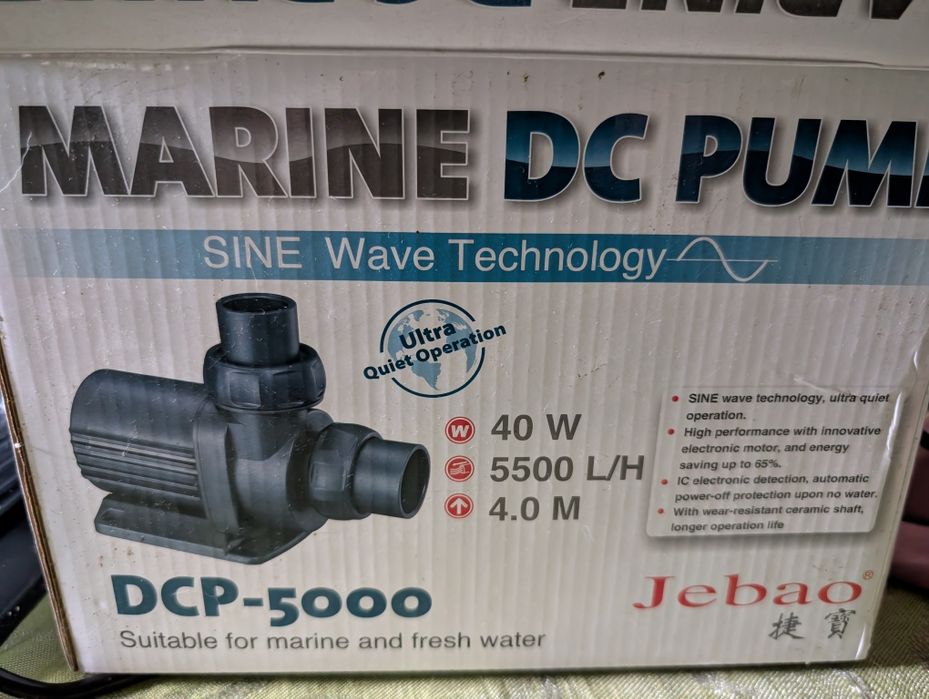 MARINE DC PUM
SINE Wave Technology
Ultra
Quiet Operation
W 40 W
5500 L/H
4.0 M
• SINE wave technology, ultra quiet
operation.
• High performance with innovative
electronic motor, and energy
saving up to 65%.
• IC electronic detection, automatic
power-off protection upon no water.
• With wear-resistant ceramic shaft,
longer operation life
DCP-5000
Suitable for marine and fresh water
Jebao®
捷 寶